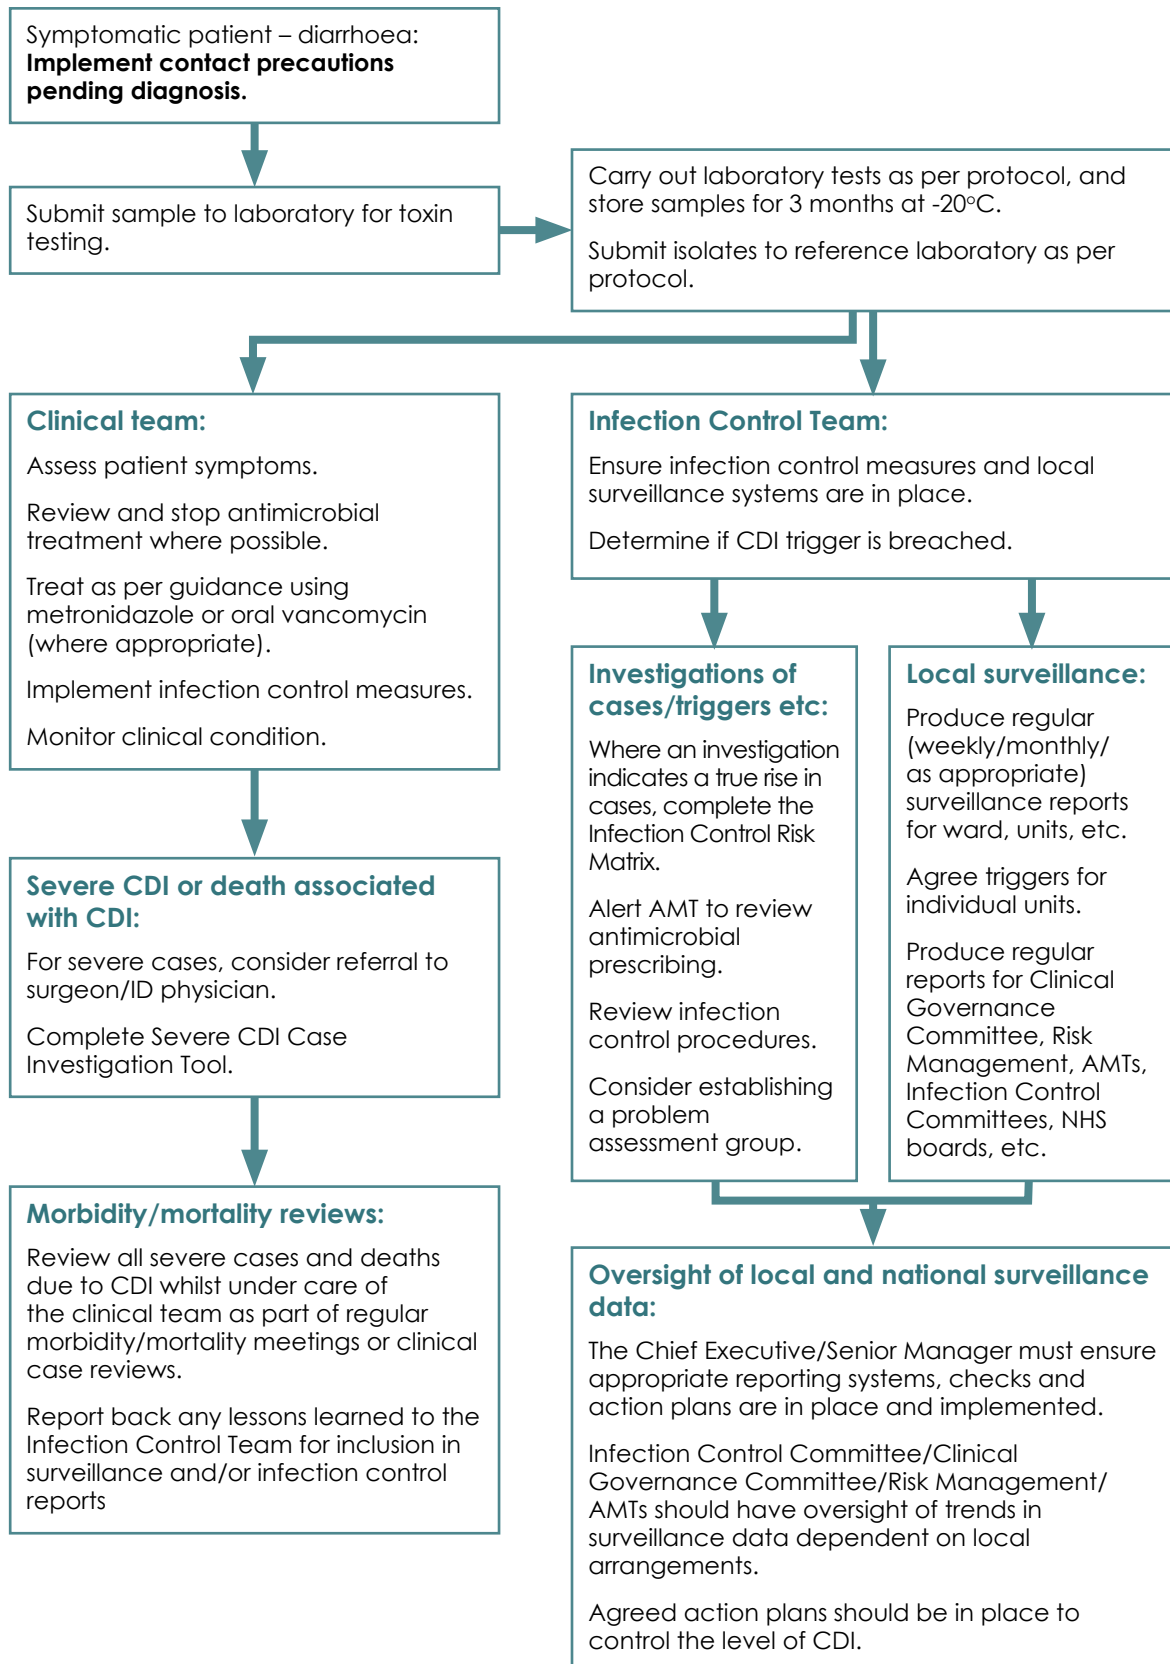 Symptomatic patient – diarrhoea:
Implement contact precautions
pending diagnosis.
Submit sample to laboratory for toxin
testing.
Carry out laboratory tests as per protocol, and
store samples for 3 months at -20°C.
Submit isolates to reference laboratory as per
protocol.
Clinical team:
Assess patient symptoms.
Review and stop antimicrobial
treatment where possible.
Treat as per guidance using
metronidazole or oral vancomycin
(where appropriate).
Implement infection control measures.
Monitor clinical condition.
Severe CDI or death associated
with CDI:
For severe cases, consider referral to
surgeon/ID physician.
Complete Severe CDI Case
Investigation Tool.
Morbidity/mortality reviews:
Review all severe cases and deaths
due to CDI whilst under care of
the clinical team as part of regular
morbidity/mortality meetings or clinical
case reviews.
Report back any lessons learned to the
Infection Control Team for inclusion in
surveillance and/or infection control
reports
Infection Control Team:
Ensure infection control measures and local
surveillance systems are in place.
Determine if CDI trigger is breached.
Investigations of
cases/triggers etc:
Where an investigation
indicates a true rise in
cases, complete the
Infection Control Risk
Matrix.
Alert AMT to review
antimicrobial
prescribing.
Review infection
control procedures.
Consider establishing
a problem
assessment group.
Local surveillance:
Produce regular
(weekly/monthly/
as appropriate)
surveillance reports
for ward, units, etc.
Agree triggers for
individual units.
Produce regular
reports for Clinical
Governance
Committee, Risk
Management, AMTs,
Infection Control
Committees, NHS
boards, etc.
Oversight of local and national surveillance
data:
The Chief Executive/Senior Manager must ensure
appropriate reporting systems, checks and
action plans are in place and implemented.
Infection Control Committee/Clinical
Governance Committee/Risk Management/
AMTs should have oversight of trends in
surveillance data dependent on local
arrangements.
Agreed action plans should be in place to
control the level of CDI.